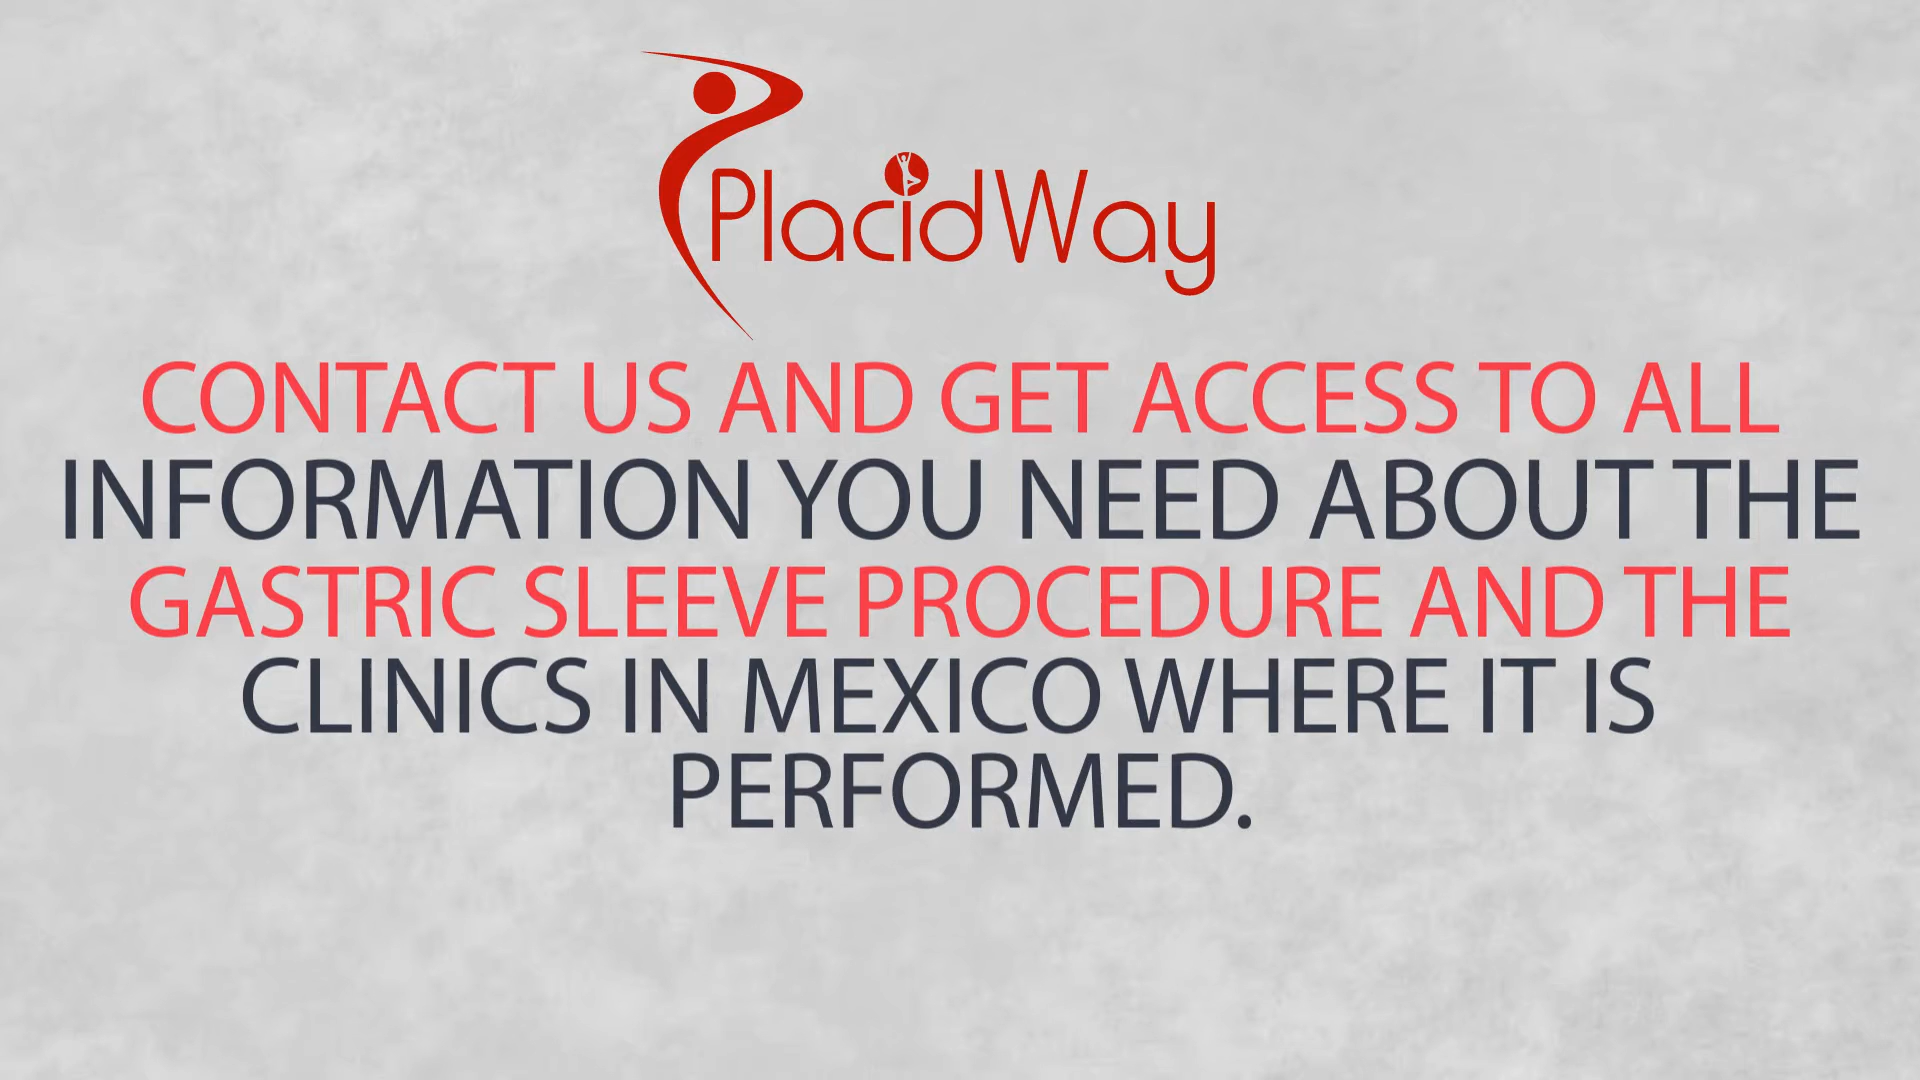 PlacidWay
CONTACT US AND GET ACCESS TO ALL
INFORMATION YOU NEED ABOUT THE
GASTRIC SLEEVE PROCEDURE AND THE
CLINICS IN MEXICO WHERE IT IS
PERFORMED.